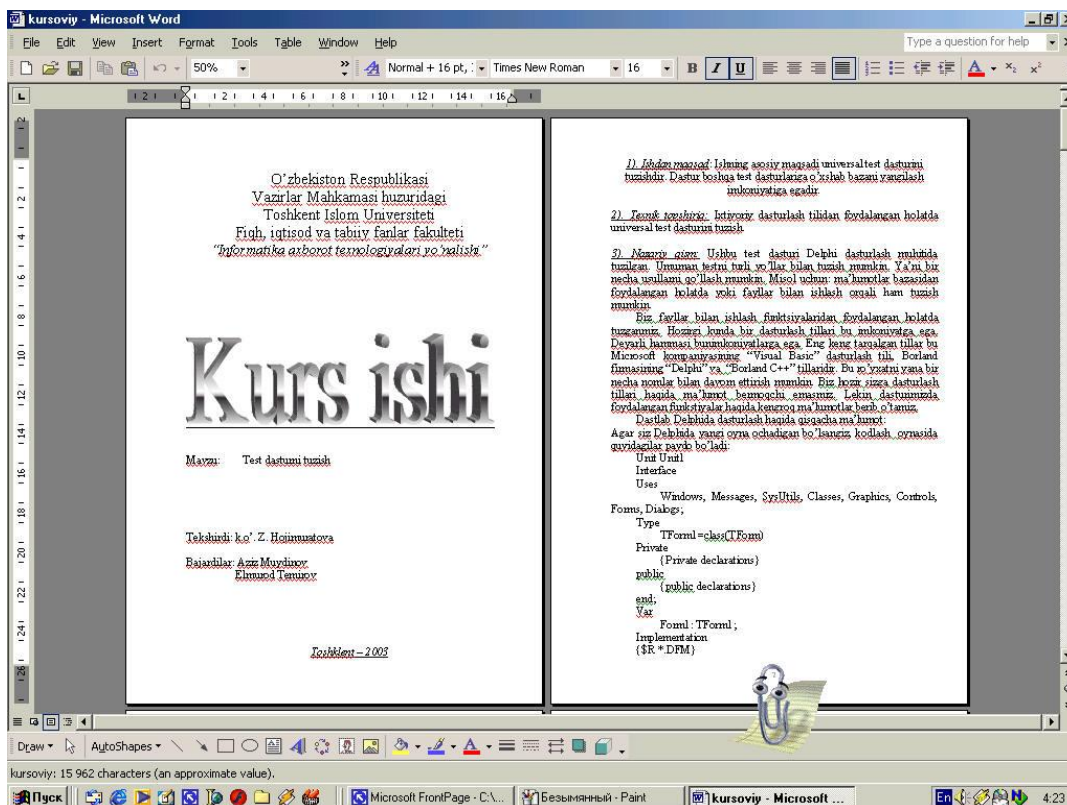 kursoviy - Microsoft Word
File Edit View Insert Format Tools Table Window Help
Type a question for help
50% Normal + 16 pt, Times New Roman 16 B I U
O’zbekiston Respublikasi
Vazirlar Mahkamasi huzuridagi
Toshkent Islom Universiteti
Fiqh, iqtisod va tabiiy fanlar fakulteti
“Informatika axborot texnologiyalari yo‘nalishi”
Kurs ishi
Mavzu: Test dasturni tuzish
Tekshirdi: k.o’. Z. Hojimuratova
Bajardilar: Aziz Muydinov
Elmurod Temirov
Toshklent – 2003
1). Ishdan maqsad: Ishning asosiy maqsadi universal test dasturini
tuzishdir. Dastur boshqa test dasturlariga o’xshab bazani yangilash
imkoniyatiga egadir.
2). Texnik topshiriq: Ixtiyoriy dasturlash tilidan foydalangan holatda
universal test dasturini tuzish.
3). Nazariy qism: Ushbu test dasturi Delphi dasturlash muhitida
tuzilgan. Umuman testni turli yo’llar bilan tuzish mumkin. Ya’ni bir
necha usullarni qo’llash mumkin. Misol uchun: ma’lumotlar bazasidan
foydalangan holatda yoki fayllar bilan ishlash orqali ham tuzish
mumkin.
Biz fayllar bilan ishlash funktsiyalaridan foydalangan holatda
tuzganmiz. Hozirgi kunda bir dasturlash tillari bu imkoniyatga ega.
Deyarli hammasi bunimkoniyatlarga ega. Eng keng tarqalgan tillar bu
Microsoft kompaniyasining “Visual Basic” dasturlash tili, Borland
firmasining “Delphi” va “Borland C++” tillaridir. Bu ro’yxatni yana bir
necha nomlar bilan davom ettirish mumkin. Biz hozir sizga dasturlash
tillari haqida ma’lumot bermoqchi emasmiz. Lekin dasturimizda
foydalangan funkstiyalar haqida kengroq ma’lumotlar berib o’tamiz.
Dastlab Delphida dasturlash haqida qisqacha ma’lumot:
Agar siz Delphida yangi oyna ochadigan bo’lsangiz, kodlash oynasida
quyidagilar paydo bo’ladi:
Unit Unit1
Interface
Uses
Windows, Messages, SysUtils, Classes, Graphics, Controls,
Forms, Dialogs;
Type
TForm1=class(TForm)
Private
{Private declarations}
public
{public declarations}
end;
Var
Form1 : TForm1 ;
Implementation
{$R *.DFM}
Draw AutoShapes
kursoviy: 15 962 characters (an approximate value).
Пуск Microsoft FrontPage - C:\... Безымянный - Paint kursoviy - Microsoft ... En 4:23